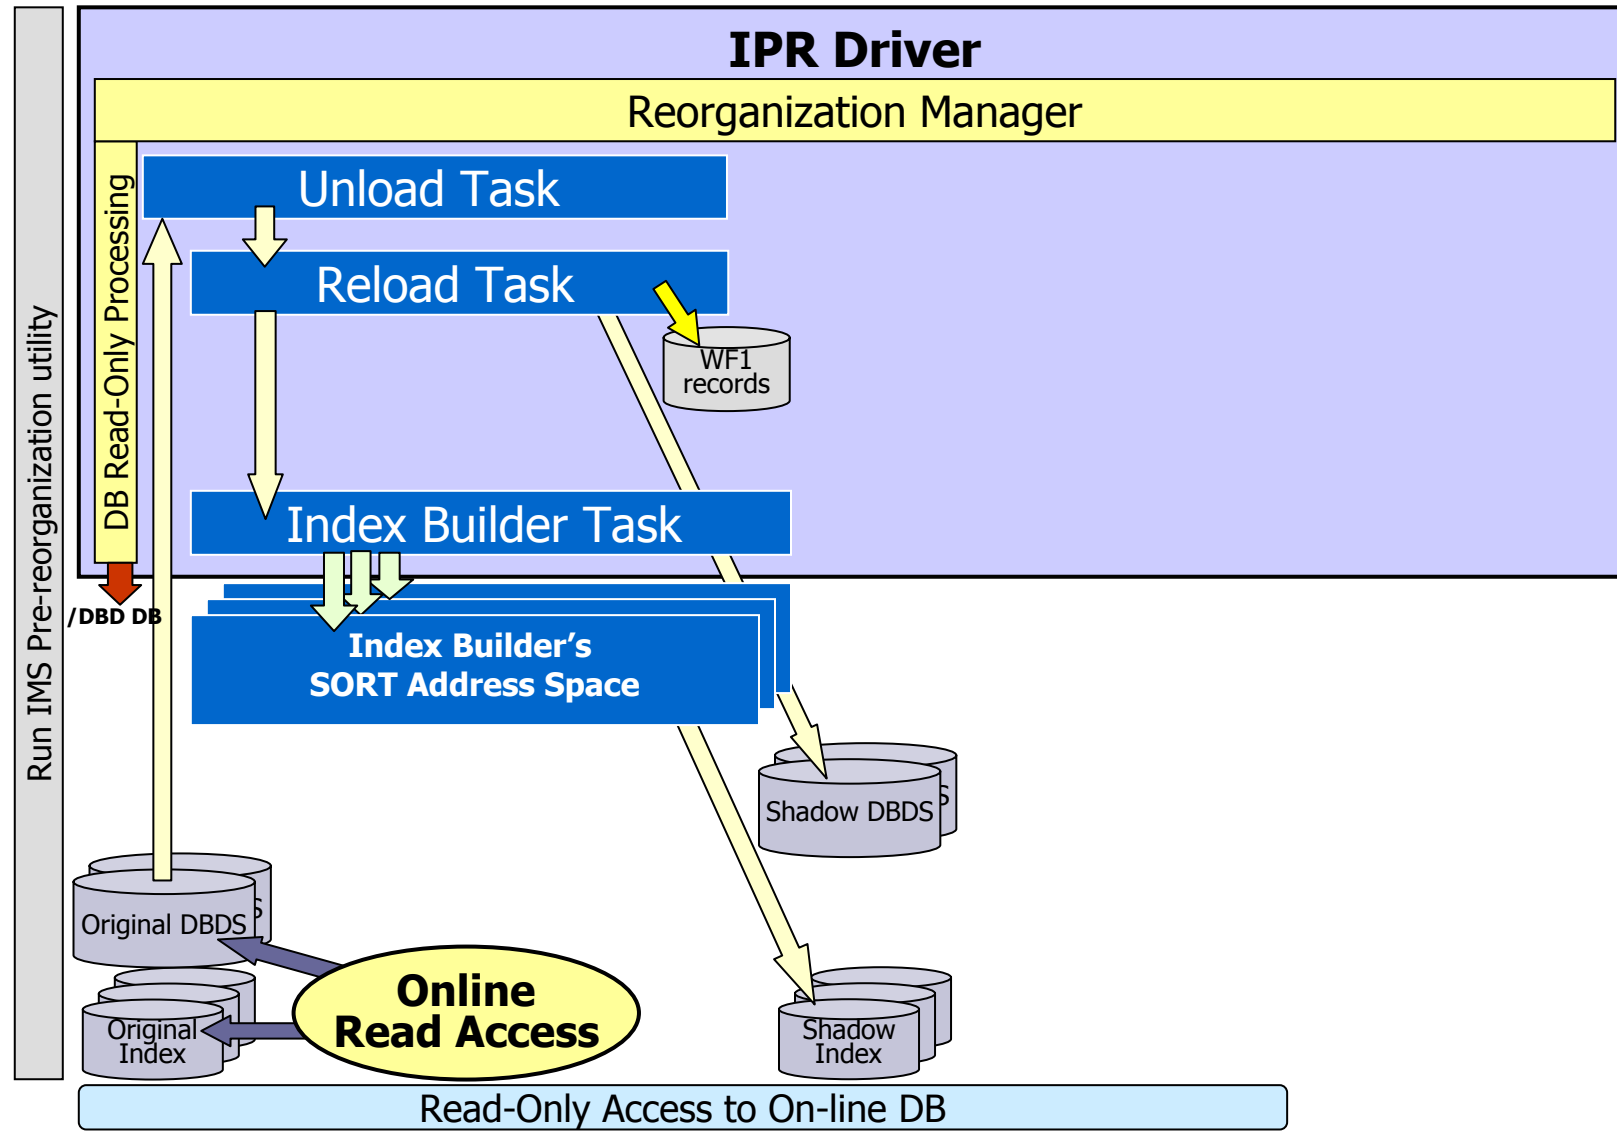 IPR Driver
Reorganization Manager
Run IMS Pre-reorganization utility
DB Read-Only Processing
Unload Task
Reload Task
WF1
records
Index Builder Task
/DBD DB
Index Builder’s
SORT Address Space
S
Shadow DBDS
S
Original DBDS
Online
Read Access
Original
Index
Shadow
Index
Read-Only Access to On-line DB